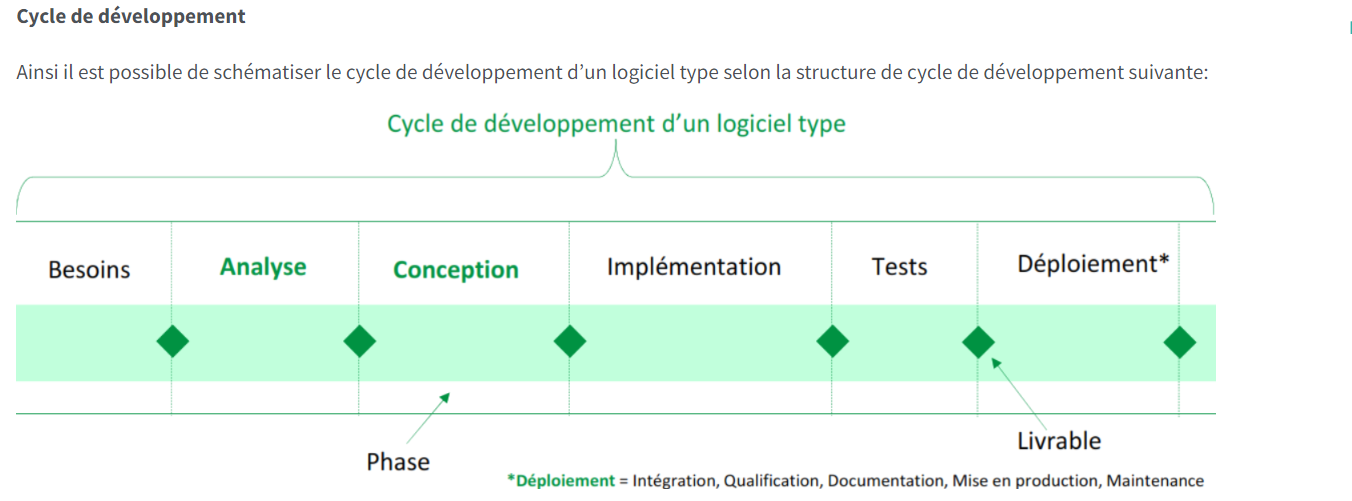 Cycle de développement
Ainsi il est possible de schématiser le cycle de développement d’un logiciel type selon la structure de cycle de développement suivante:
Cycle de développement d’un logiciel type
Besoins
Analyse
Conception
Implémentation
Tests
Déploiement*
Phase
Livrable
*Déploiement = Intégration, Qualification, Documentation, Mise en production, Maintenance